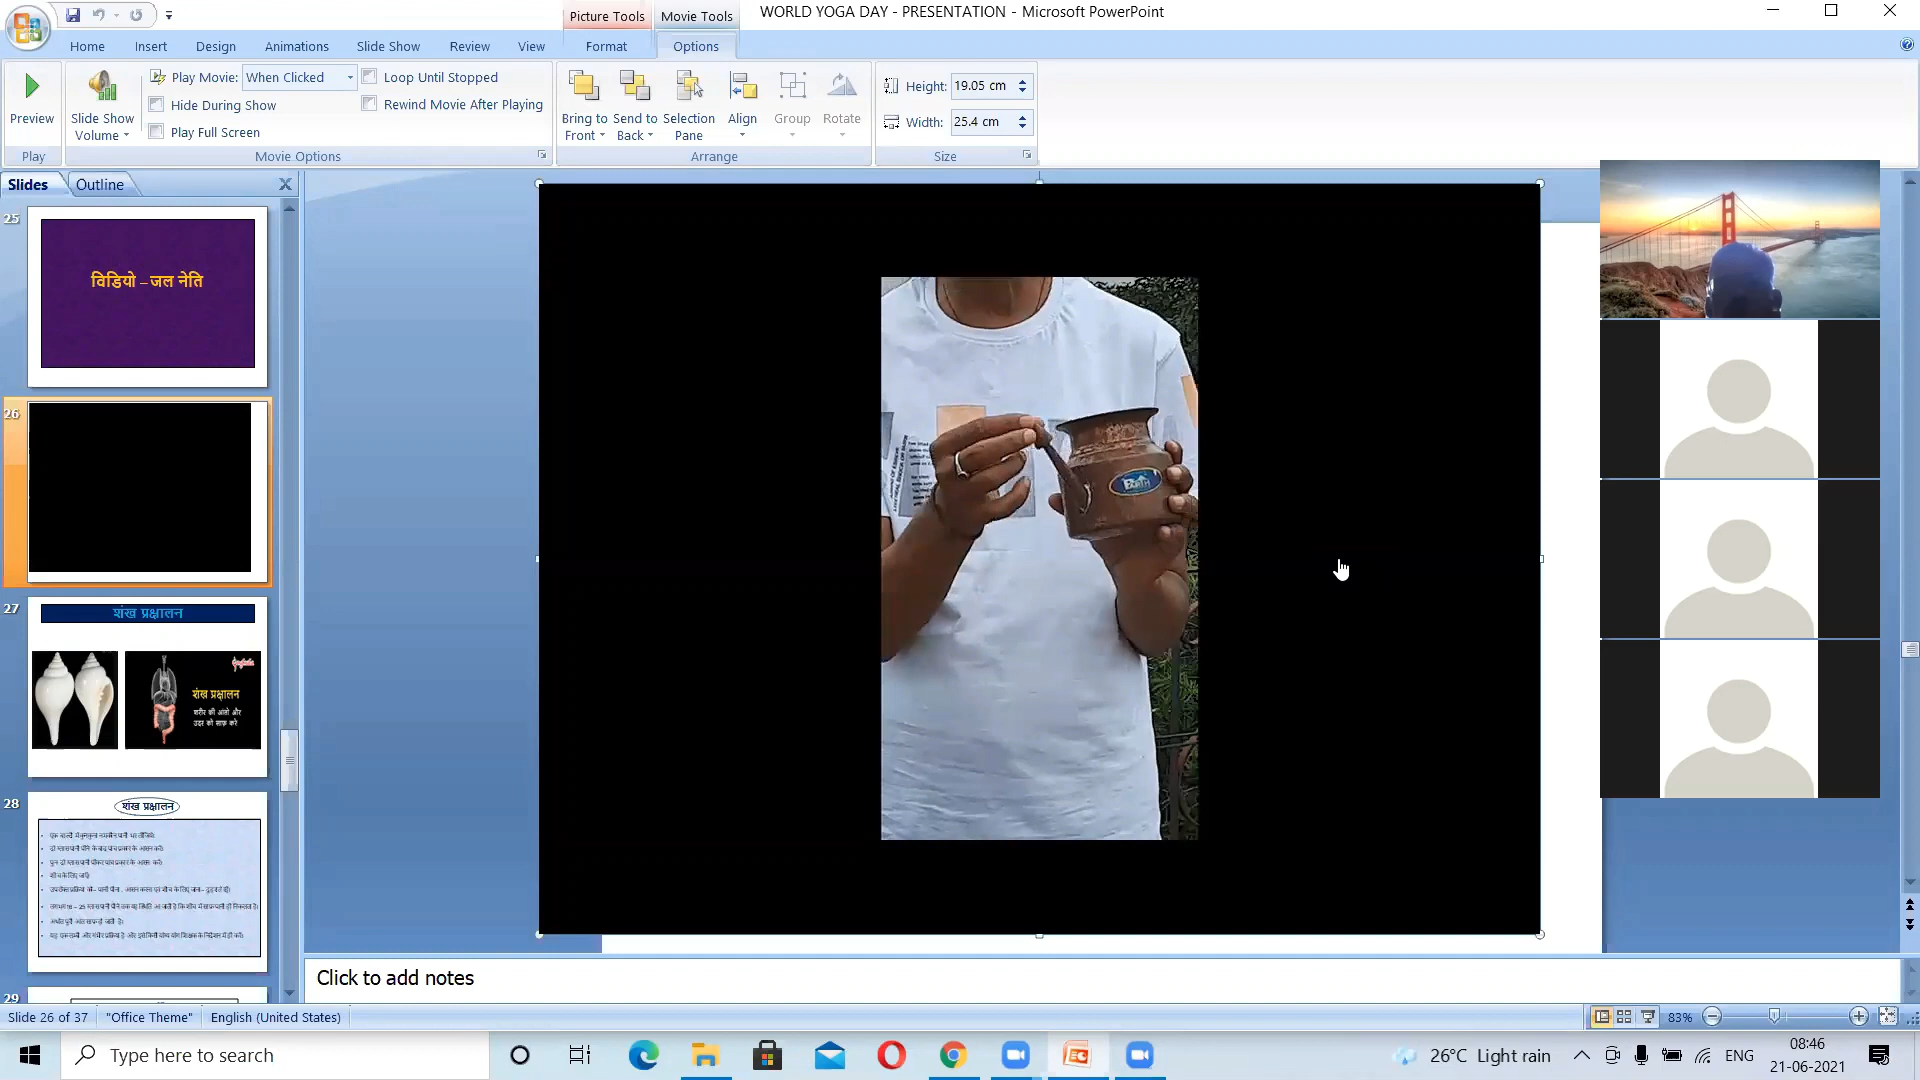 WORLD YOGA DAY - PRESENTATION - Microsoft PowerPoint
Picture Tools
Movie Tools
Home
Insert
Design
Animations
Slide Show
Review
View
Format
Options
Preview
Slide Show
Volume
Play Movie:
When Clicked
Hide During Show
Play Full Screen
Loop Until Stopped
Rewind Movie After Playing
Bring to
Front
Send to
Back
Selection
Pane
Align
Group
Rotate
Height:
19.05 cm
Width:
25.4 cm
Play
Movie Options
Arrange
Size
Slides
Outline
25
विडियो – जल नेति
26
27
शंख प्रक्षालन
शंख प्रक्षालन
शरीर की आंतो और
उदर को साफ़ करे
28
शंख प्रक्षालन
29
Click to add notes
Slide 26 of 37
"Office Theme"
English (United States)
83%
Type here to search
26°C Light rain
ENG
08:46
21-06-2021